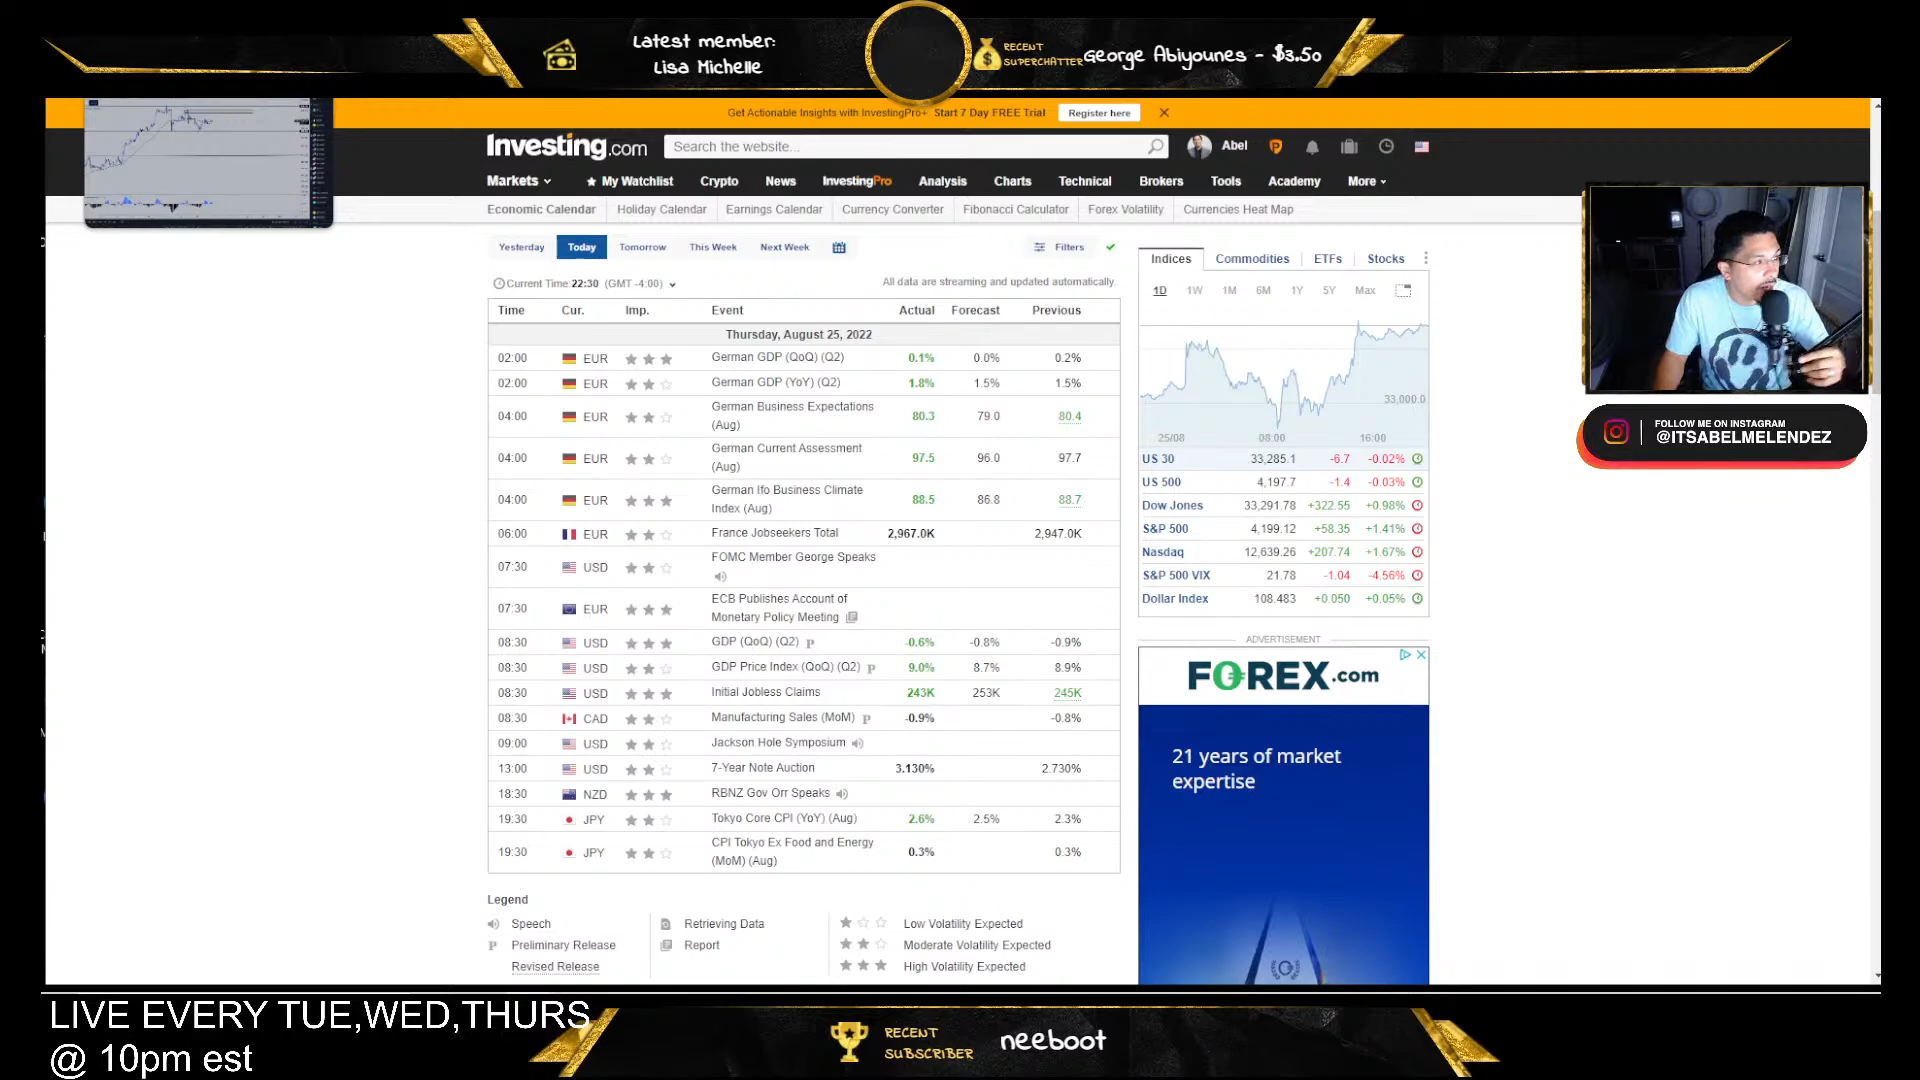 Latest member:
Lisa Michelle
RECENT
SUPERCHATTER
George Abiyounes - $3.50
Get Actionable Insights with InvestingPro+ Start 7 Day FREE Trial Register here
Investing.com
Search the website...
Abel
Markets My Watchlist Crypto News InvestingPro Analysis Charts Technical Brokers Tools Academy More
Economic Calendar Holiday Calendar Earnings Calendar Currency Converter Fibonacci Calculator Forex Volatility Currencies Heat Map
Yesterday Today Tomorrow This Week Next Week Filters
Current Time: 22:30 (GMT -4:00) All data are streaming and updated automatically.
Time Cur. Imp. Event Actual Forecast Previous
Thursday, August 25, 2022
02:00 EUR German GDP (QoQ) (Q2) 0.1% 0.0% 0.2%
02:00 EUR German GDP (YoY) (Q2) 1.8% 1.5% 1.5%
04:00 EUR German Business Expectations (Aug) 80.3 79.0 80.4
04:00 EUR German Current Assessment (Aug) 97.5 96.0 97.7
04:00 EUR German Ifo Business Climate Index (Aug) 88.5 86.8 88.7
06:00 EUR France Jobseekers Total 2,967.0K 2,947.0K
07:30 USD FOMC Member George Speaks
07:30 EUR ECB Publishes Account of Monetary Policy Meeting
08:30 USD GDP (QoQ) (Q2) P -0.6% -0.8% -0.9%
08:30 USD GDP Price Index (QoQ) (Q2) P 9.0% 8.7% 8.9%
08:30 USD Initial Jobless Claims 243K 253K 245K
08:30 CAD Manufacturing Sales (MoM) P -0.9% -0.8%
09:00 USD Jackson Hole Symposium
13:00 USD 7-Year Note Auction 3.130% 2.730%
18:30 NZD RBNZ Gov Orr Speaks
19:30 JPY Tokyo Core CPI (YoY) (Aug) 2.6% 2.5% 2.3%
19:30 JPY CPI Tokyo Ex Food and Energy (MoM) (Aug) 0.3% 0.3%
Legend
Speech Retrieving Data Low Volatility Expected
P Preliminary Release Report Moderate Volatility Expected
Revised Release High Volatility Expected
Indices Commodities ETFs Stocks
1D 1W 1M 6M 1Y 5Y Max
33,000.0
25/08 08:00 16:00
US 30 33,285.1 -6.7 -0.02%
US 500 4,197.7 -1.4 -0.03%
Dow Jones 33,291.78 +322.55 +0.98%
S&P 500 4,199.12 +58.35 +1.41%
Nasdaq 12,639.26 +207.74 +1.67%
S&P 500 VIX 21.78 -1.04 -4.56%
Dollar Index 108.483 +0.050 +0.05%
ADVERTISEMENT
FOREX.com
21 years of market
expertise
FOLLOW ME ON INSTAGRAM
@ITSABELMELENDEZ
LIVE EVERY TUE,WED,THURS
@ 10pm est
RECENT
SUBSCRIBER
neeboot